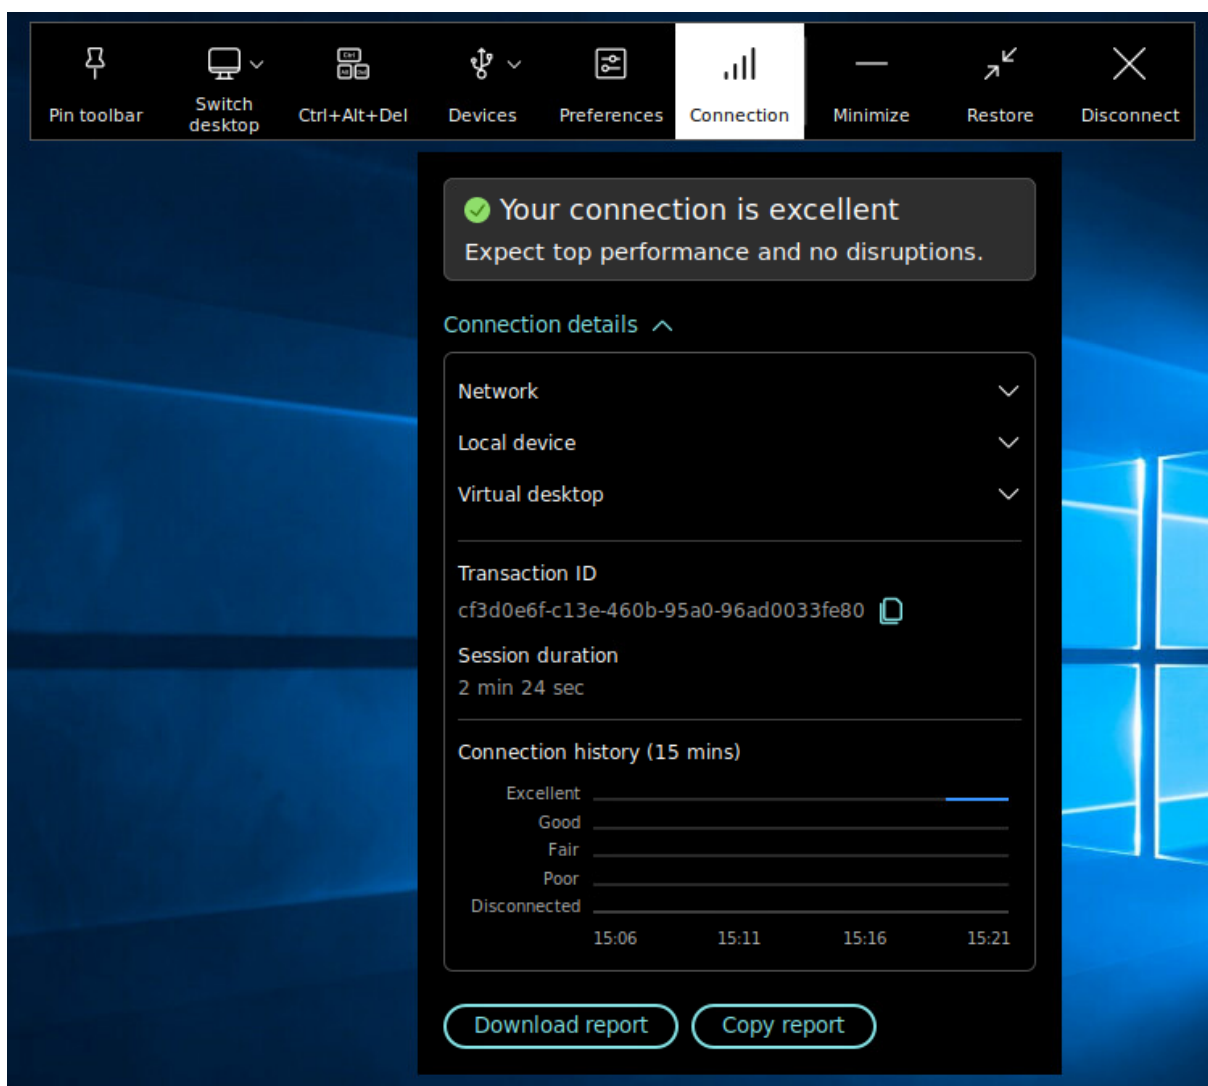 Pin toolbar
Switch
desktop
Ctrl+Alt+Del
Devices
Preferences
Connection
Minimize
Restore
Disconnect
Your connection is excellent
Expect top performance and no disruptions.
Connection details
Network
Local device
Virtual desktop
Transaction ID
cf3d0e6f-c13e-460b-95a0-96ad0033fe80
Session duration
2 min 24 sec
Connection history (15 mins)
Excellent
Good
Fair
Poor
Disconnected
15:06 15:11 15:16 15:21
Download report
Copy report